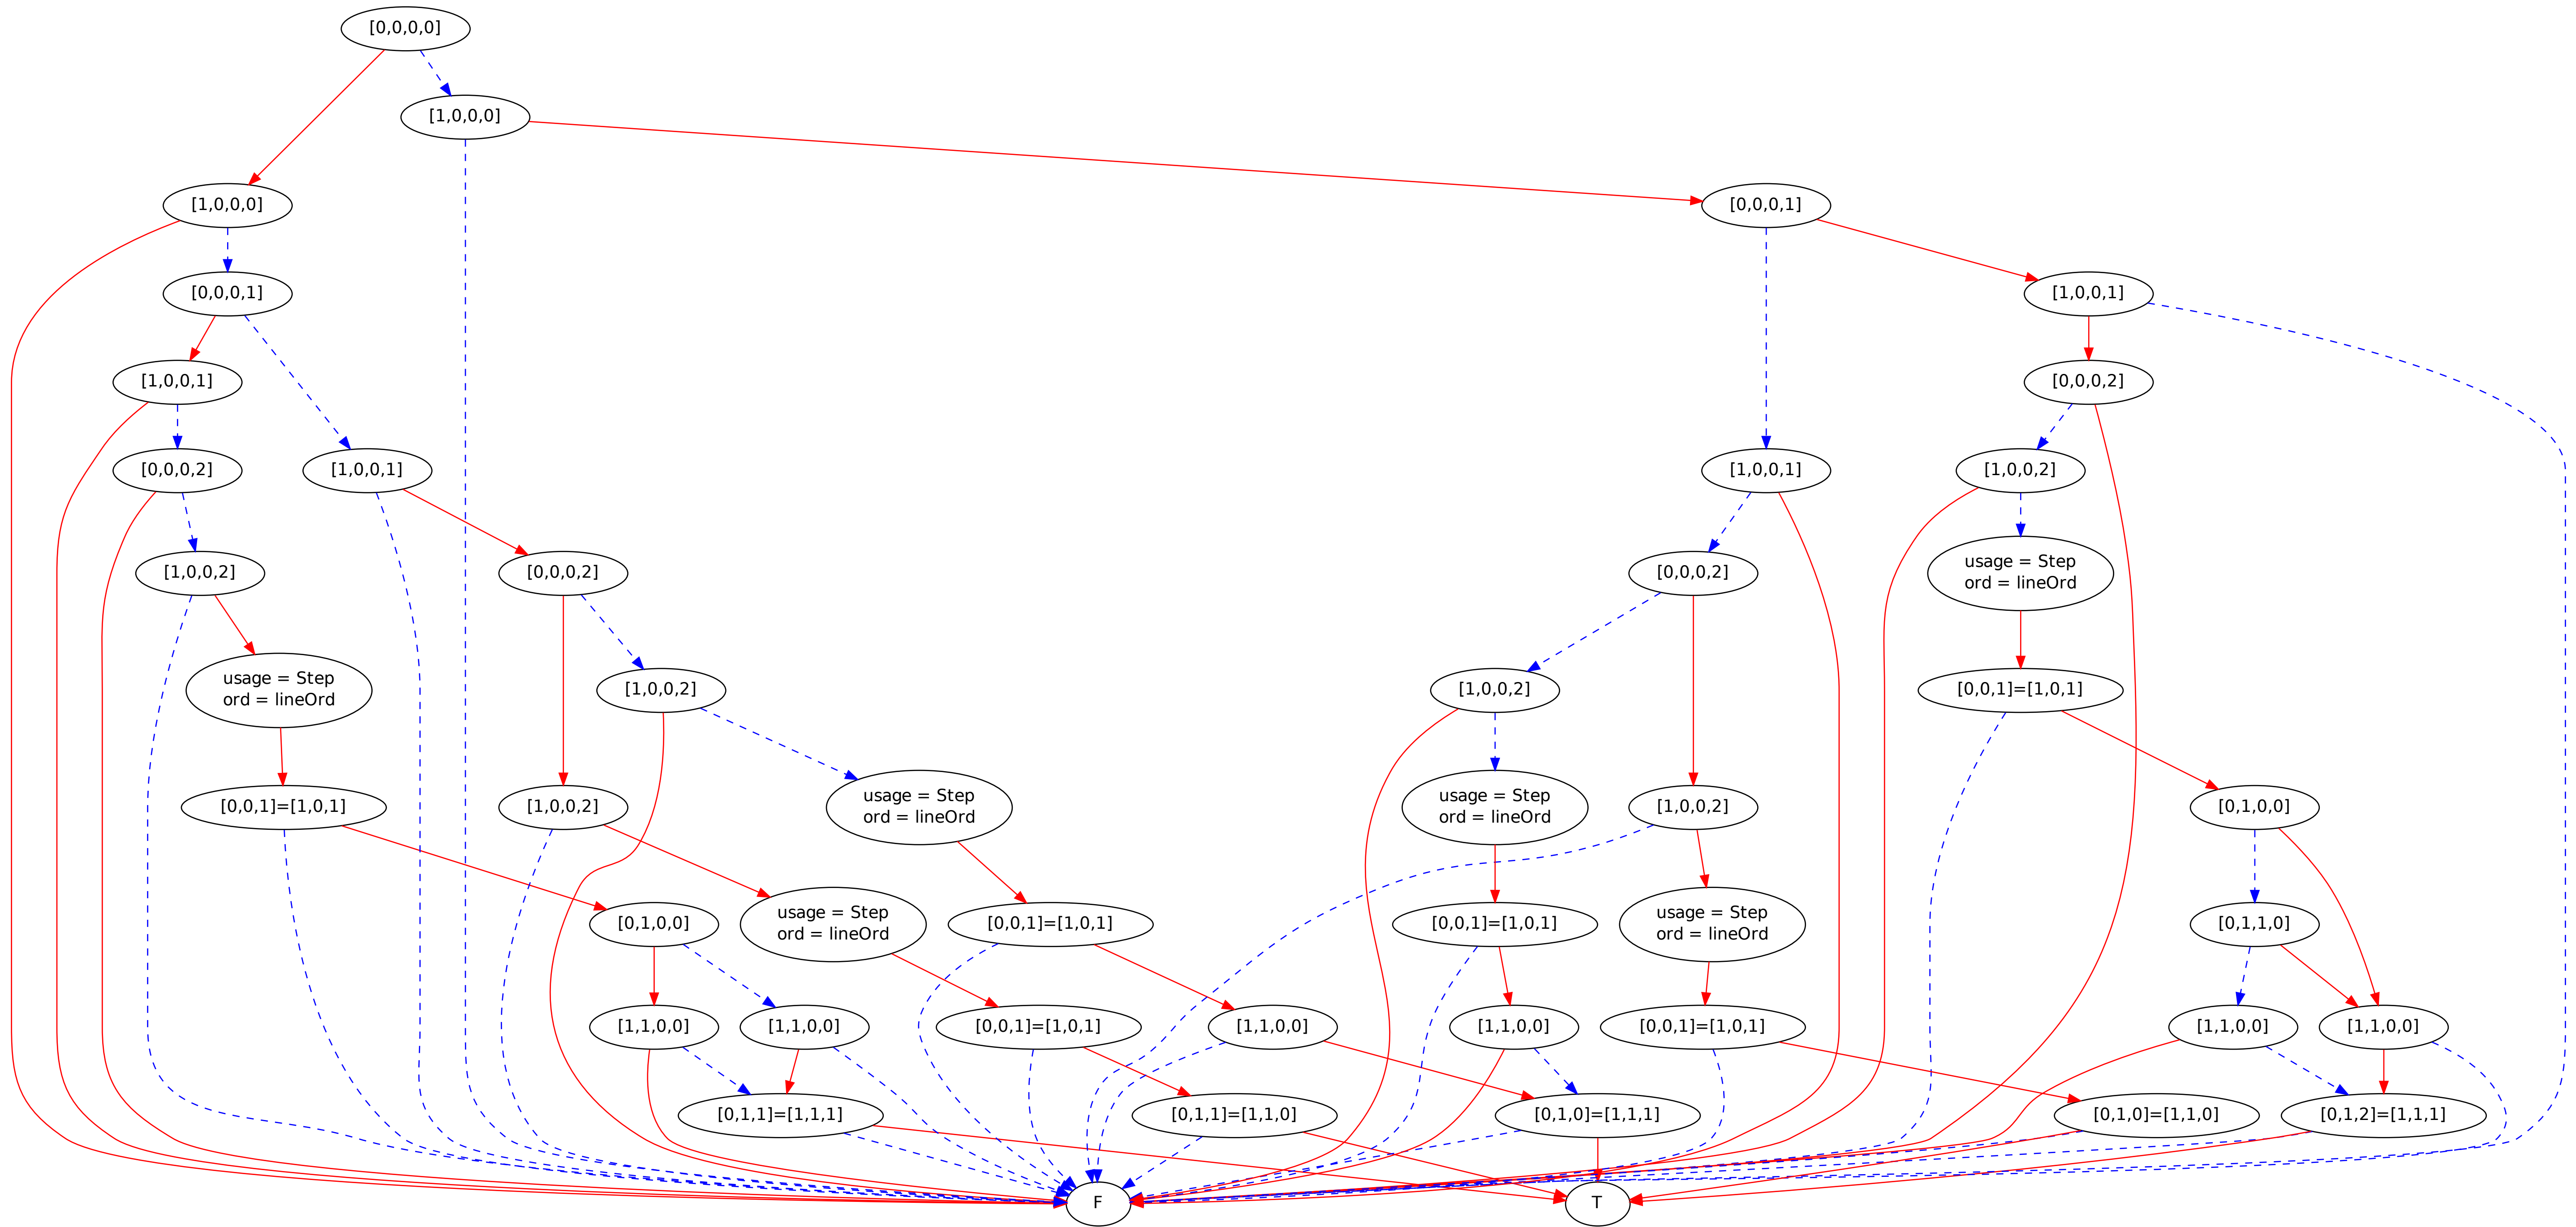 [0,0,0,0]
[1,0,0,0]
[1,0,0,0]
[0,0,0,1]
[0,0,0,1]
[1,0,0,1]
[1,0,0,1]
[0,0,0,2]
[0,0,0,2]
[1,0,0,1]
[1,0,0,1]
[1,0,0,2]
[1,0,0,2]
[0,0,0,2]
[0,0,0,2]
usage = Step
ord = lineOrd
usage = Step
ord = lineOrd
[1,0,0,2]
[1,0,0,2]
[0,0,1]=[1,0,1]
[0,0,1]=[1,0,1]
[1,0,0,2]
usage = Step
ord = lineOrd
usage = Step
ord = lineOrd
[1,0,0,2]
[0,1,0,0]
[0,1,0,0]
usage = Step
ord = lineOrd
[0,0,1]=[1,0,1]
[0,0,1]=[1,0,1]
usage = Step
ord = lineOrd
[0,1,1,0]
[1,1,0,0]
[1,1,0,0]
[0,0,1]=[1,0,1]
[1,1,0,0]
[1,1,0,0]
[0,0,1]=[1,0,1]
[1,1,0,0]
[1,1,0,0]
[0,1,1]=[1,1,1]
[0,1,1]=[1,1,0]
[0,1,0]=[1,1,1]
[0,1,0]=[1,1,0]
[0,1,2]=[1,1,1]
F
T